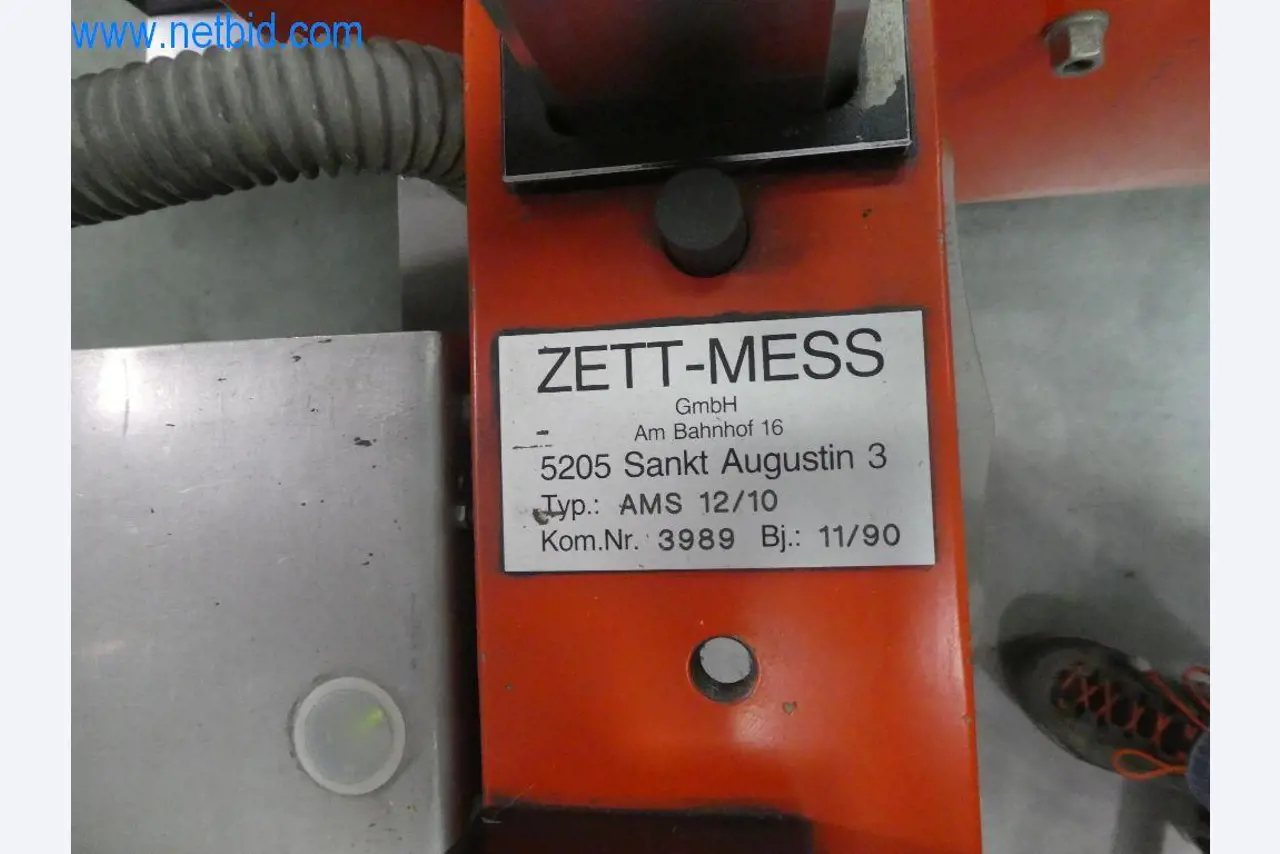 www.netbid.com
ZETT-MESS
GmbH
Am Bahnhof 16
5205 Sankt Augustin 3
Typ.: AMS 12/10
Kom.Nr. 3989 Bj.: 11/90